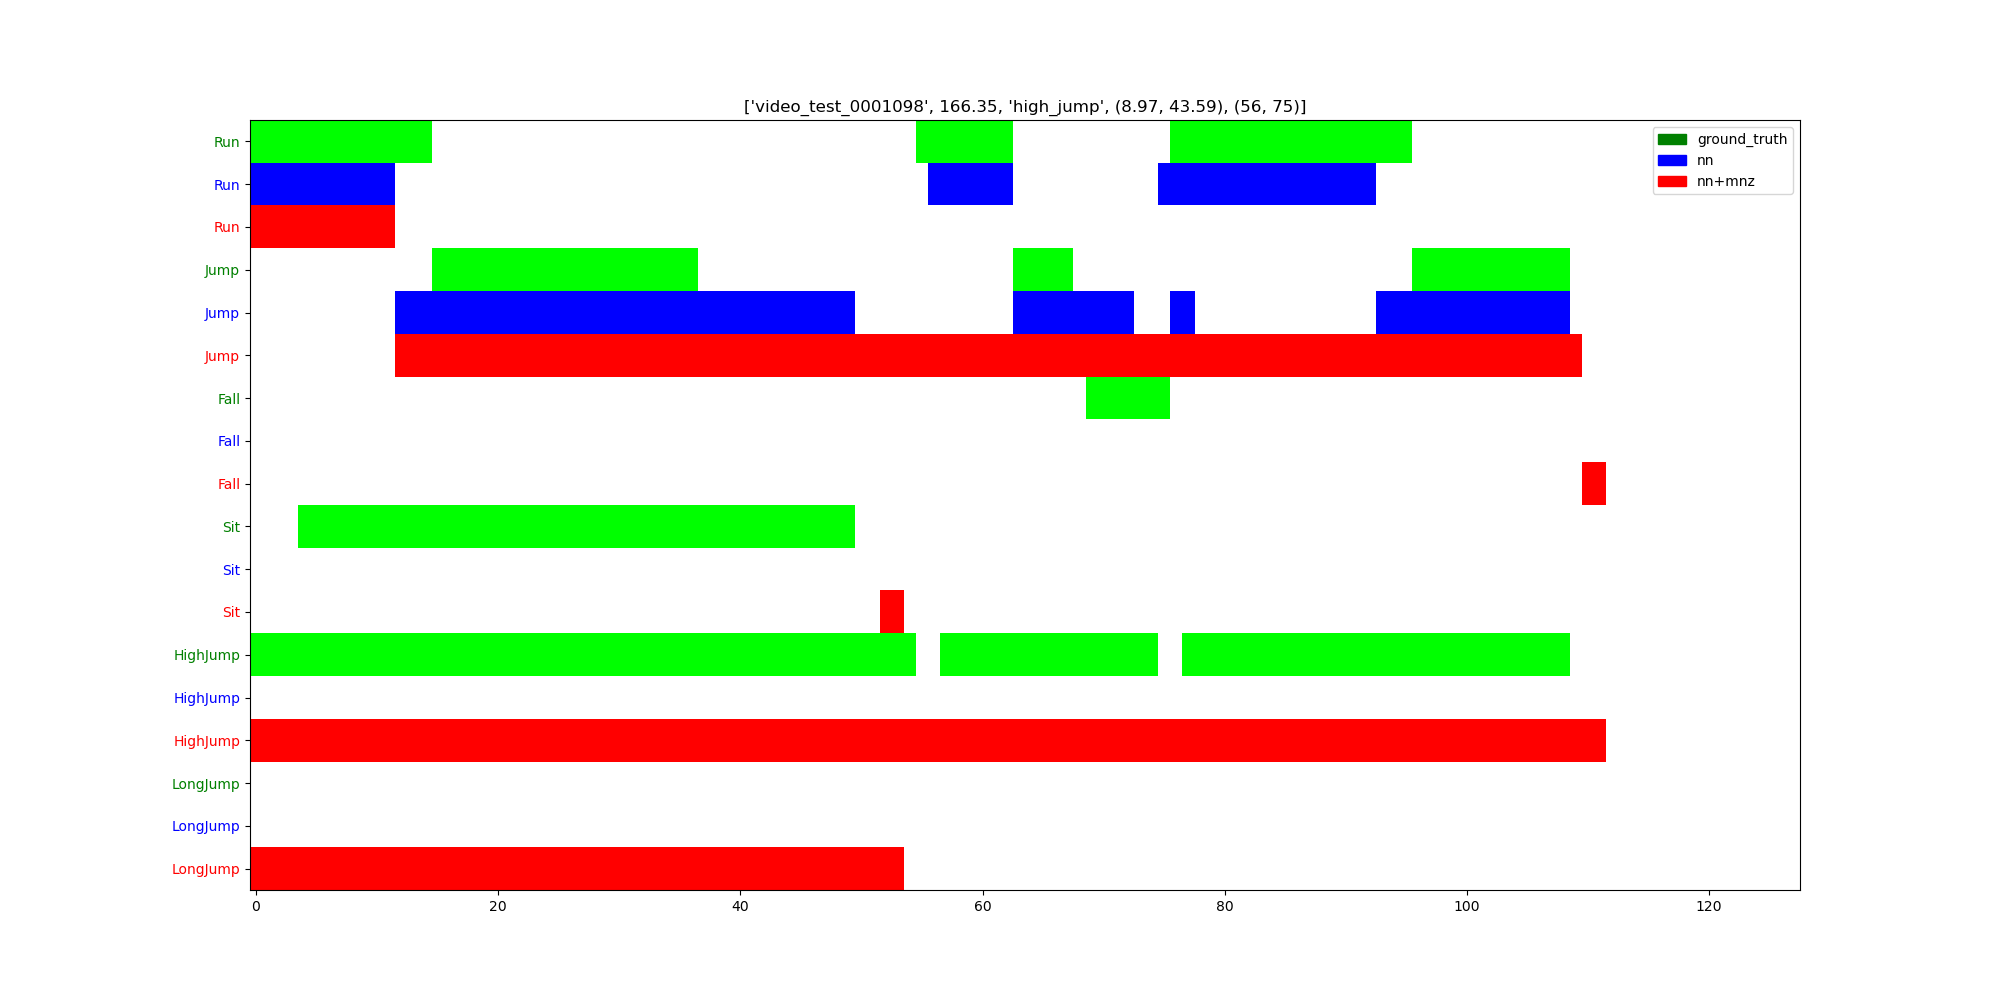 ['video_test_0001098', 166.35, 'high_jump', (8.97, 43.59), (56, 75)]
ground_truth
nn
nn+mnz
Run
Run
Run
Jump
Jump
Jump
Fall
Fall
Fall
Sit
Sit
Sit
HighJump
HighJump
HighJump
LongJump
LongJump
LongJump
0 20 40 60 80 100 120